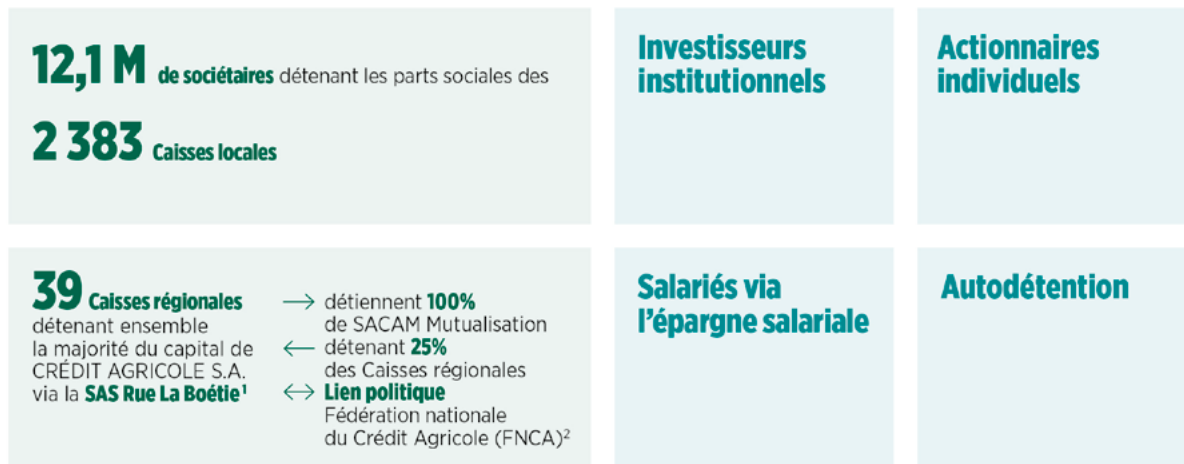 12,1 M de sociétaires détenant les parts sociales des
2 383 Caisses locales
Investisseurs
institutionnels
Actionnaires
individuels
39 Caisses régionales
détenant ensemble
la majorité du capital de
CRÉDIT AGRICOLE S.A.
via la SAS Rue La Boétie¹
→ détiennent 100%
de SACAM Mutualisation
← détenant 25%
des Caisses régionales
↔ Lien politique
Fédération nationale
du Crédit Agricole (FNCA)²
Salariés via
l’épargne salariale
Autodétention